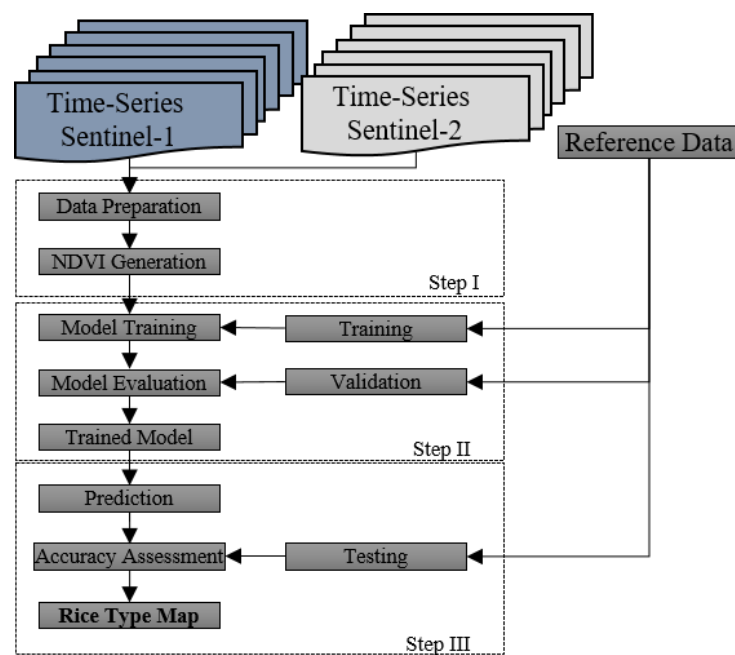 Time-Series
Sentinel-1
Time-Series
Sentinel-2
Reference Data
Data Preparation
NDVI Generation
Step I
Model Training
Training
Model Evaluation
Validation
Trained Model
Step II
Prediction
Accuracy Assessment
Testing
Rice Type Map
Step III